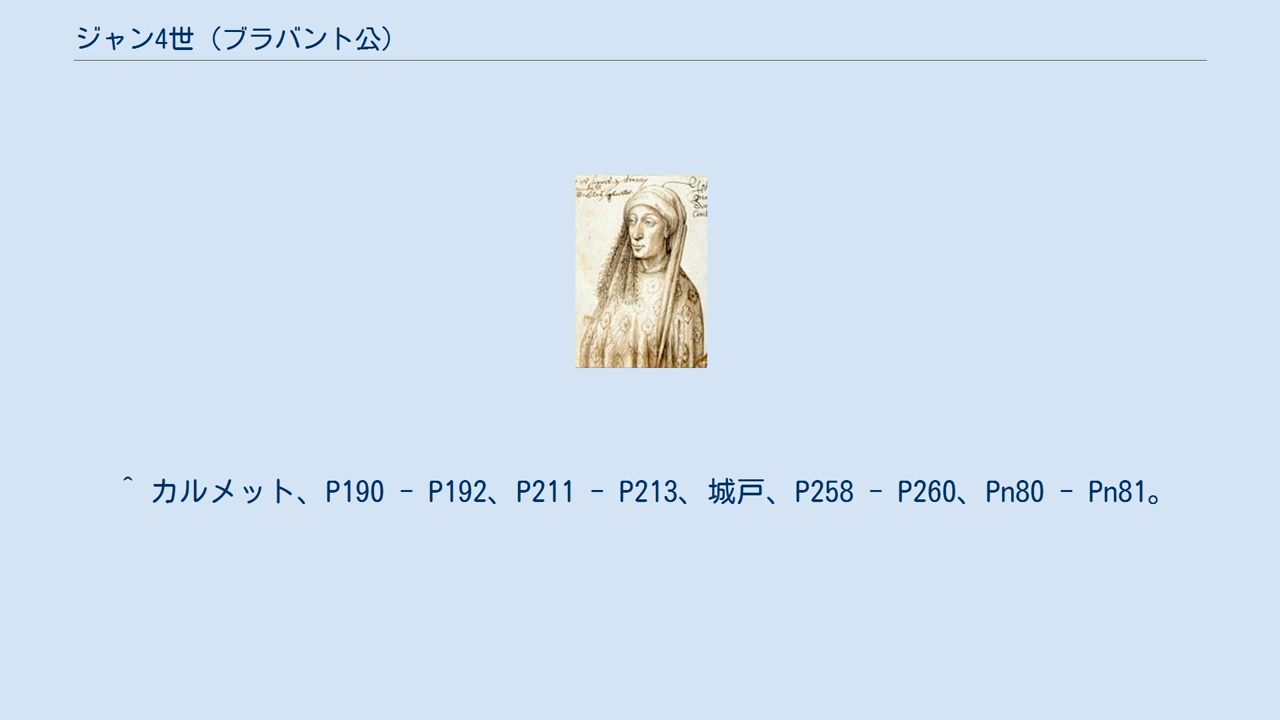 ジャン4世（ブラバント公）
^ カルメット、P190 - P192、P211 - P213、城戸、P258 - P260、Pn80 - Pn81。